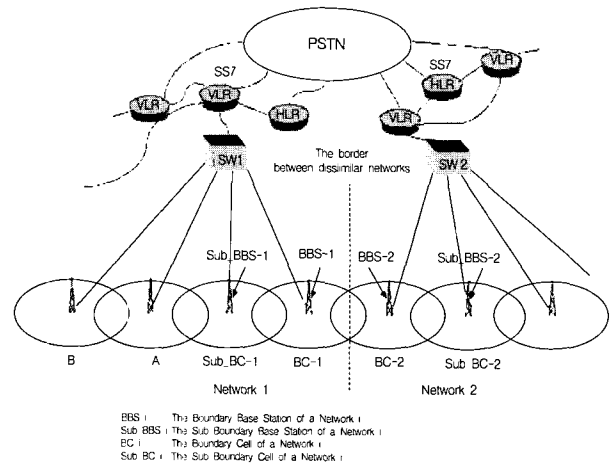 PSTN
SS7
SS7
VLR
VLR
HLR
VLR
HLR
VLR
SW1
SW2
The border
between dissimilar networks
Sub_BBS-1
BBS-1
BBS-2
Sub_BBS-2
B
A
Sub_BC-1
BC-1
BC-2
Sub BC-2
Network 1
Network 2
BBS i The Boundary Base Station of a Network i
Sub BBS i The Sub Boundary Base Station of a Network i
BC i The Boundary Cell of a Network i
Sub BC i The Sub Boundary Cell of a Network i